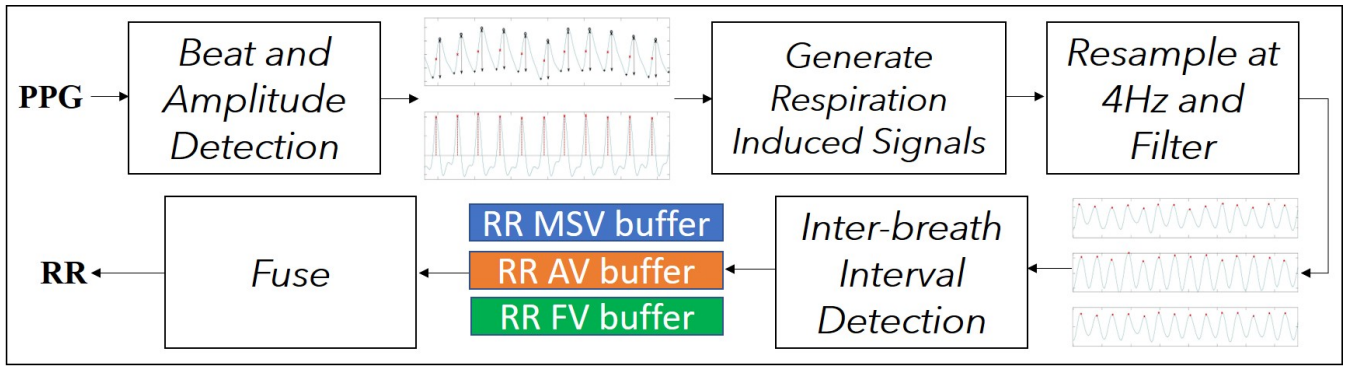 PPG
Beat and
Amplitude
Detection
Generate
Respiration
Induced Signals
Resample at
4Hz and
Filter
Inter-breath
Interval
Detection
RR MSV buffer
RR AV buffer
RR FV buffer
Fuse
RR